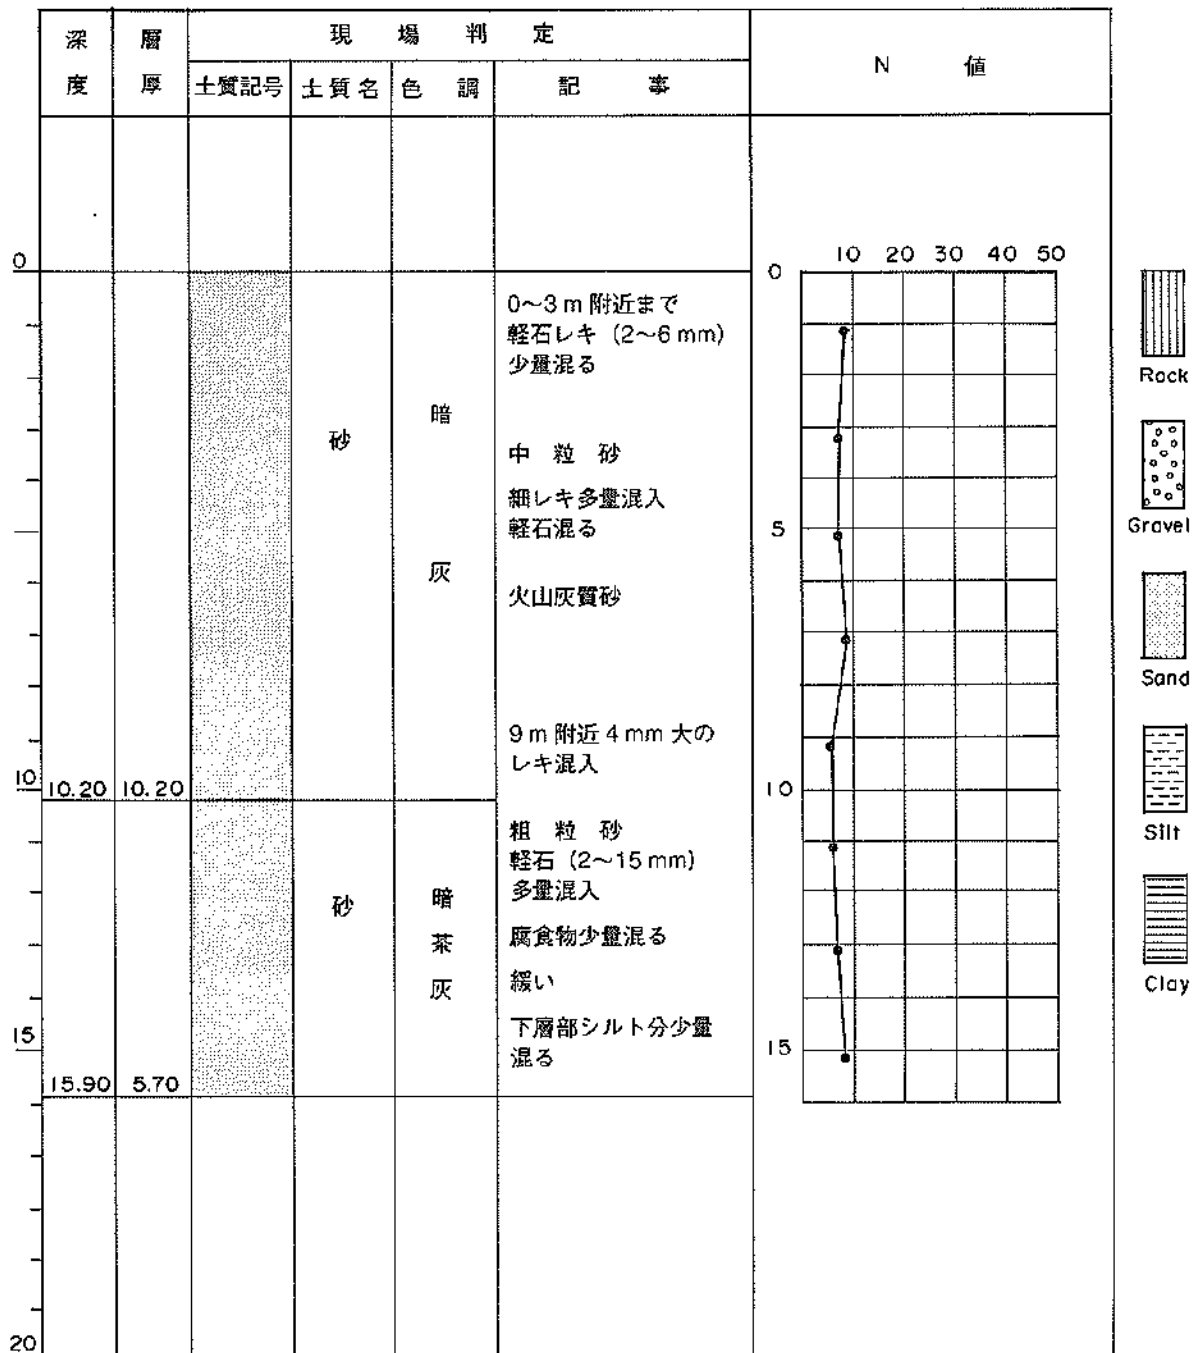 深度
層厚
現場判定
土質記号
土質名
色調
記事
N値
0
10.20
10.20
砂
暗灰
0〜3 m 附近まで
軽石レキ (2〜6 mm)
少量混る
中粒砂
細レキ多量混入
軽石混る
火山灰質砂
9 m 附近 4 mm 大の
レキ混入
10
15.90
5.70
砂
暗茶灰
粗粒砂
軽石 (2〜15 mm)
多量混入
腐食物少量混る
緩い
下層部シルト分少量
混る
15
20
10 20 30 40 50
0
5
10
15
Rock
Gravel
Sand
Silt
Clay